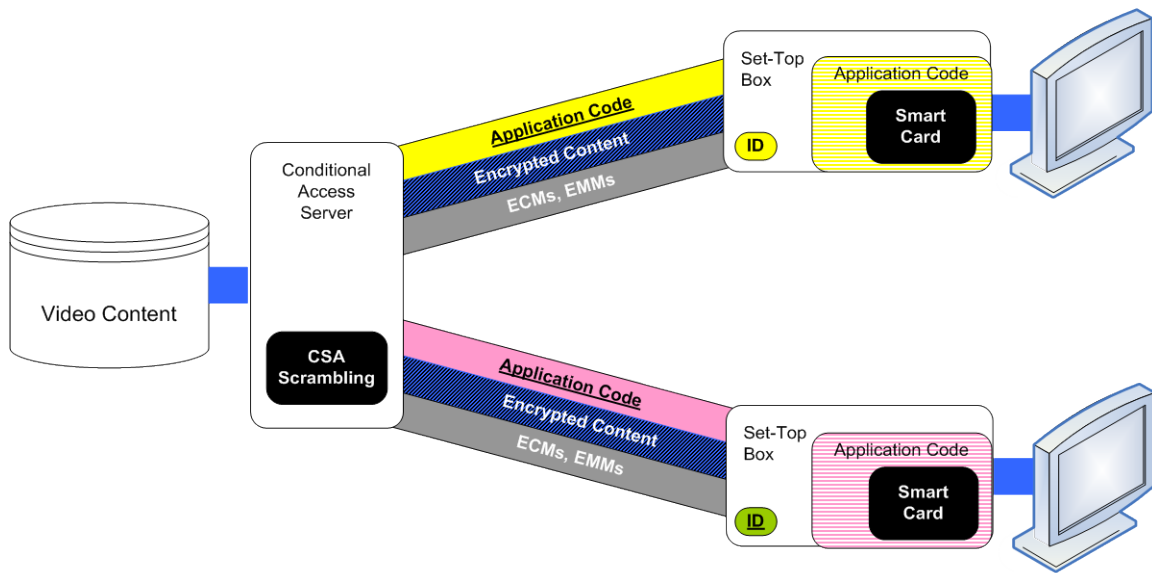 Video Content
Conditional
Access
Server
CSA
Scrambling
Application Code
Encrypted Content
ECMs, EMMs
Set-Top
Box
ID
Application Code
Smart
Card
Application Code
Encrypted Content
ECMs, EMMs
Set-Top
Box
ID
Application Code
Smart
Card